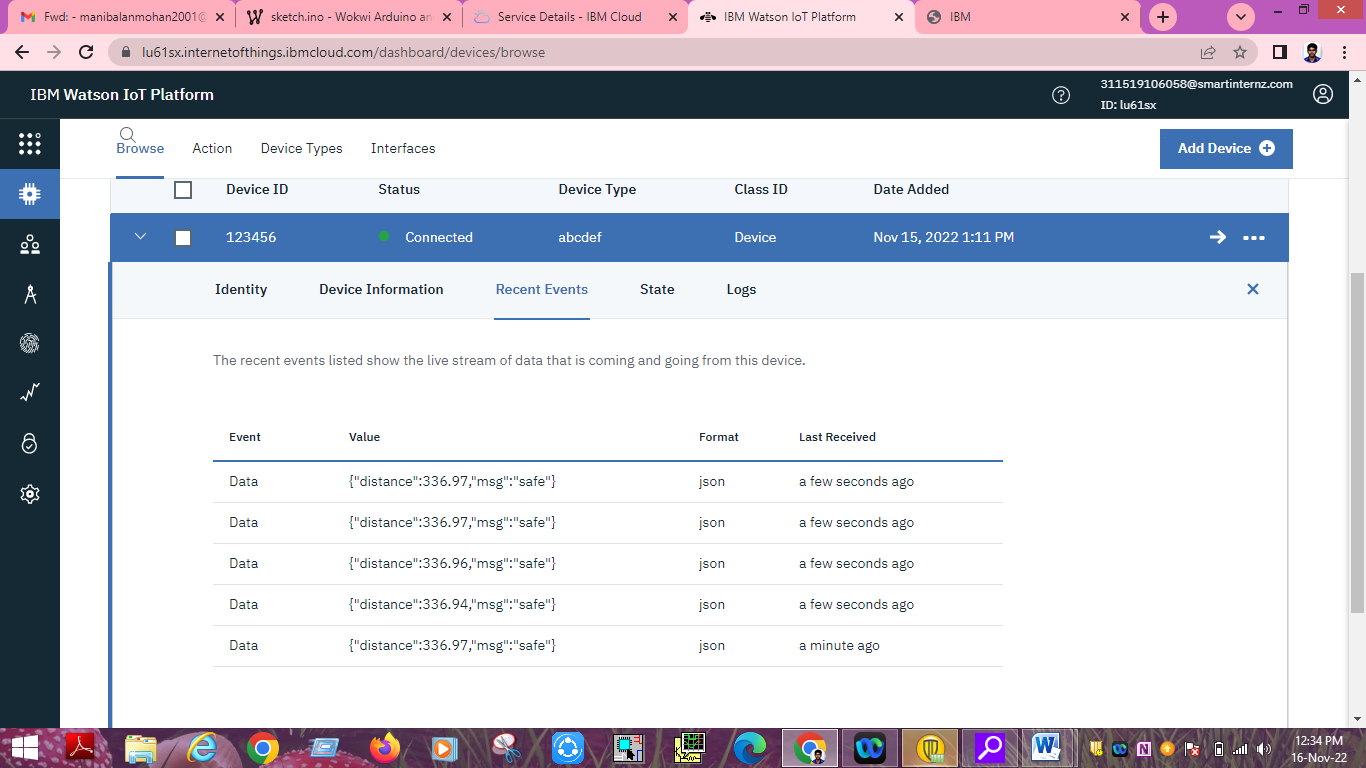 Fwd: - manibalanmohan2001@
sketch.ino - Wokwi Arduino an
Service Details - IBM Cloud
IBM Watson IoT Platform
IBM
lu61sx.internetofthings.ibmcloud.com/dashboard/devices/browse
IBM Watson IoT Platform
311519106058@smartinternz.com
ID: lu61sx
Browse Action Device Types Interfaces
Add Device
Device ID Status Device Type Class ID Date Added
123456 Connected abcdef Device Nov 15, 2022 1:11 PM
Identity Device Information Recent Events State Logs
The recent events listed show the live stream of data that is coming and going from this device.
Event Value Format Last Received
Data {"distance":336.97,"msg":"safe"} json a few seconds ago
Data {"distance":336.97,"msg":"safe"} json a few seconds ago
Data {"distance":336.96,"msg":"safe"} json a few seconds ago
Data {"distance":336.94,"msg":"safe"} json a few seconds ago
Data {"distance":336.97,"msg":"safe"} json a minute ago
12:34 PM
16-Nov-22